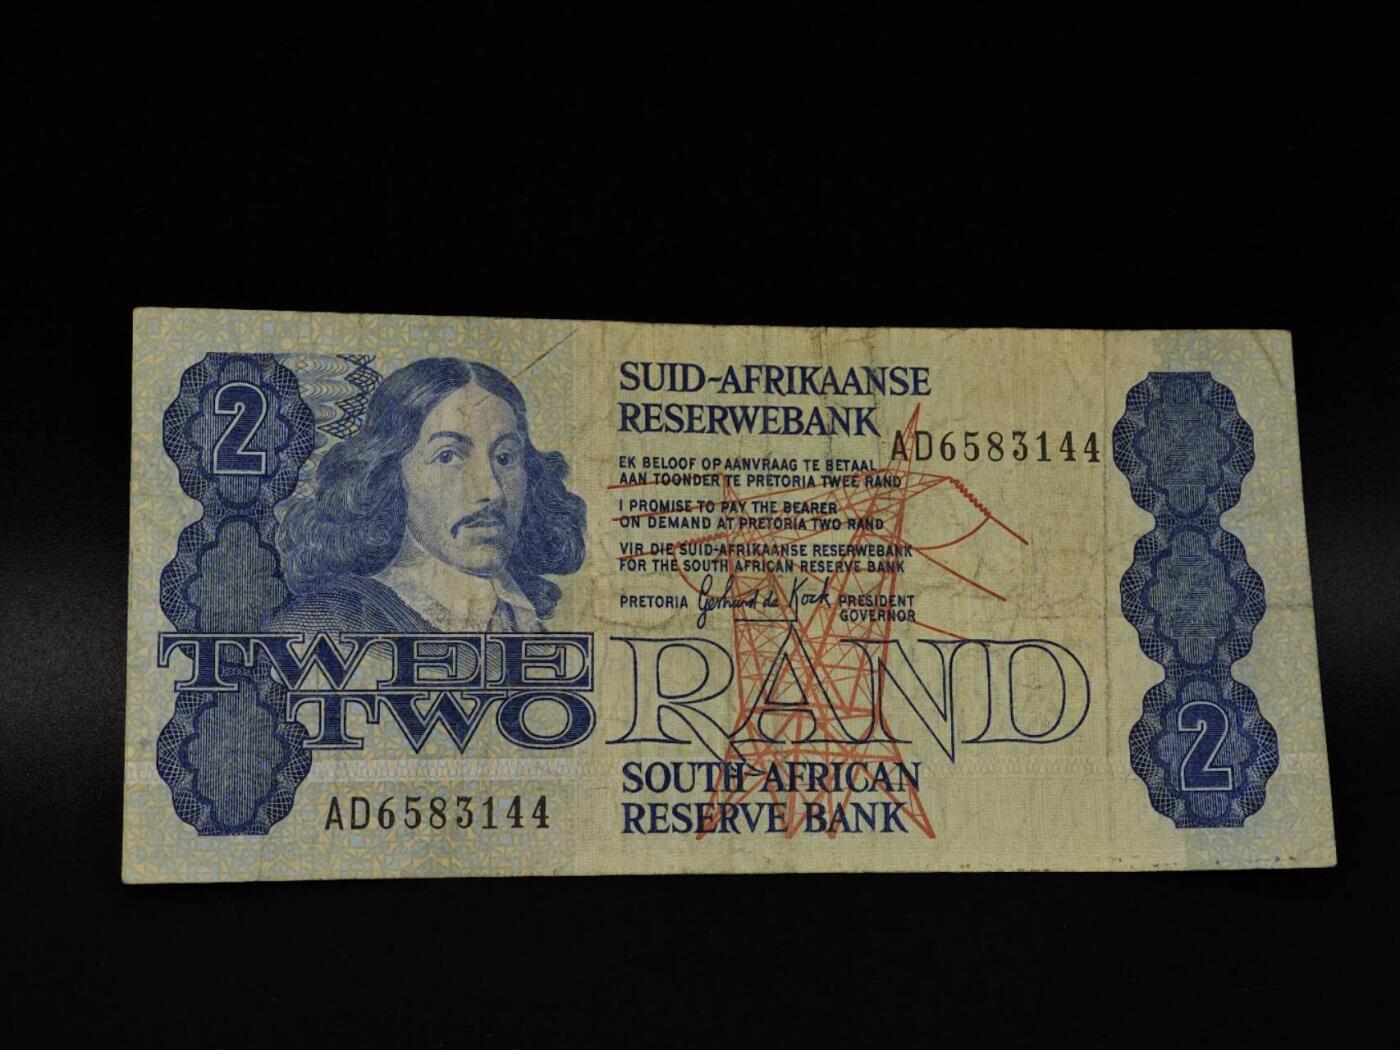 2
SUID-AFRIKAANSE
RESERWEBANK
AD6583144
EK BELOOF OP AANVRAAG TE BETAAL
AAN TOONDER TE PRETORIA TWEE RAND
I PROMISE TO PAY THE BEARER
ON DEMAND AT PRETORIA TWO RAND
VIR DIE SUID-AFRIKAANSE RESERWEBANK
FOR THE SOUTH AFRICAN RESERVE BANK
PRETORIA Gerhard de Kock PRESIDENT
GOVERNOR
TWEE
TWO
RAND
2
SOUTH-AFRICAN
RESERVE BANK
AD6583144